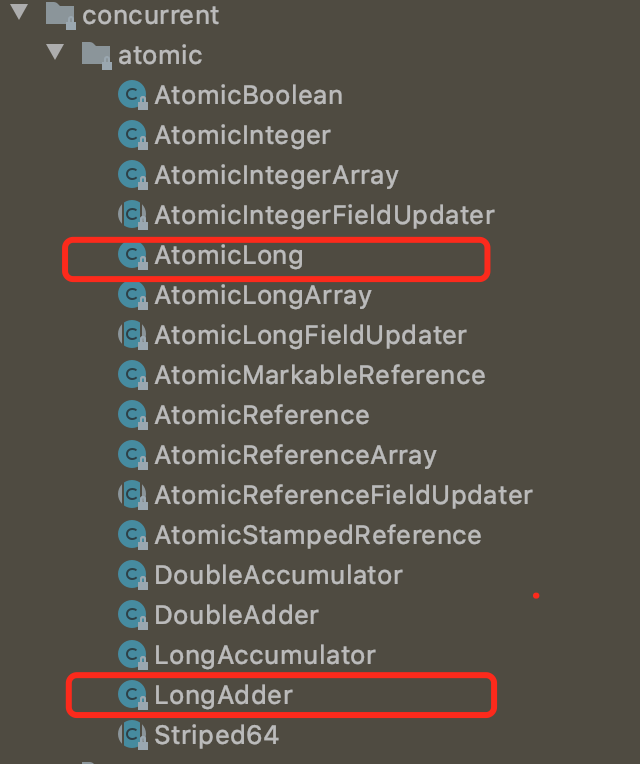 concurrent
atomic
AtomicBoolean
AtomicInteger
AtomicIntegerArray
AtomicIntegerFieldUpdater
AtomicLong
AtomicLongArray
AtomicLongFieldUpdater
AtomicMarkableReference
AtomicReference
AtomicReferenceArray
AtomicReferenceFieldUpdater
AtomicStampedReference
DoubleAccumulator
DoubleAdder
LongAccumulator
LongAdder
Striped64